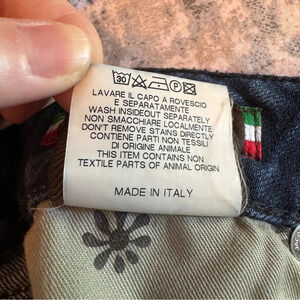 30 P
LAVARE IL CAPO A ROVESCIO
E SEPARATAMENTE
WASH INSIDEOUT SEPARATELY
NON SMACCHIARE LOCALMENTE
DON'T REMOVE STAINS DIRECTLY
CONTIENE PARTI NON TESSILI
DI ORIGINE ANIMALE
THIS ITEM CONTAINS NON
TEXTILE PARTS OF ANIMAL ORIGIN
MADE IN ITALY